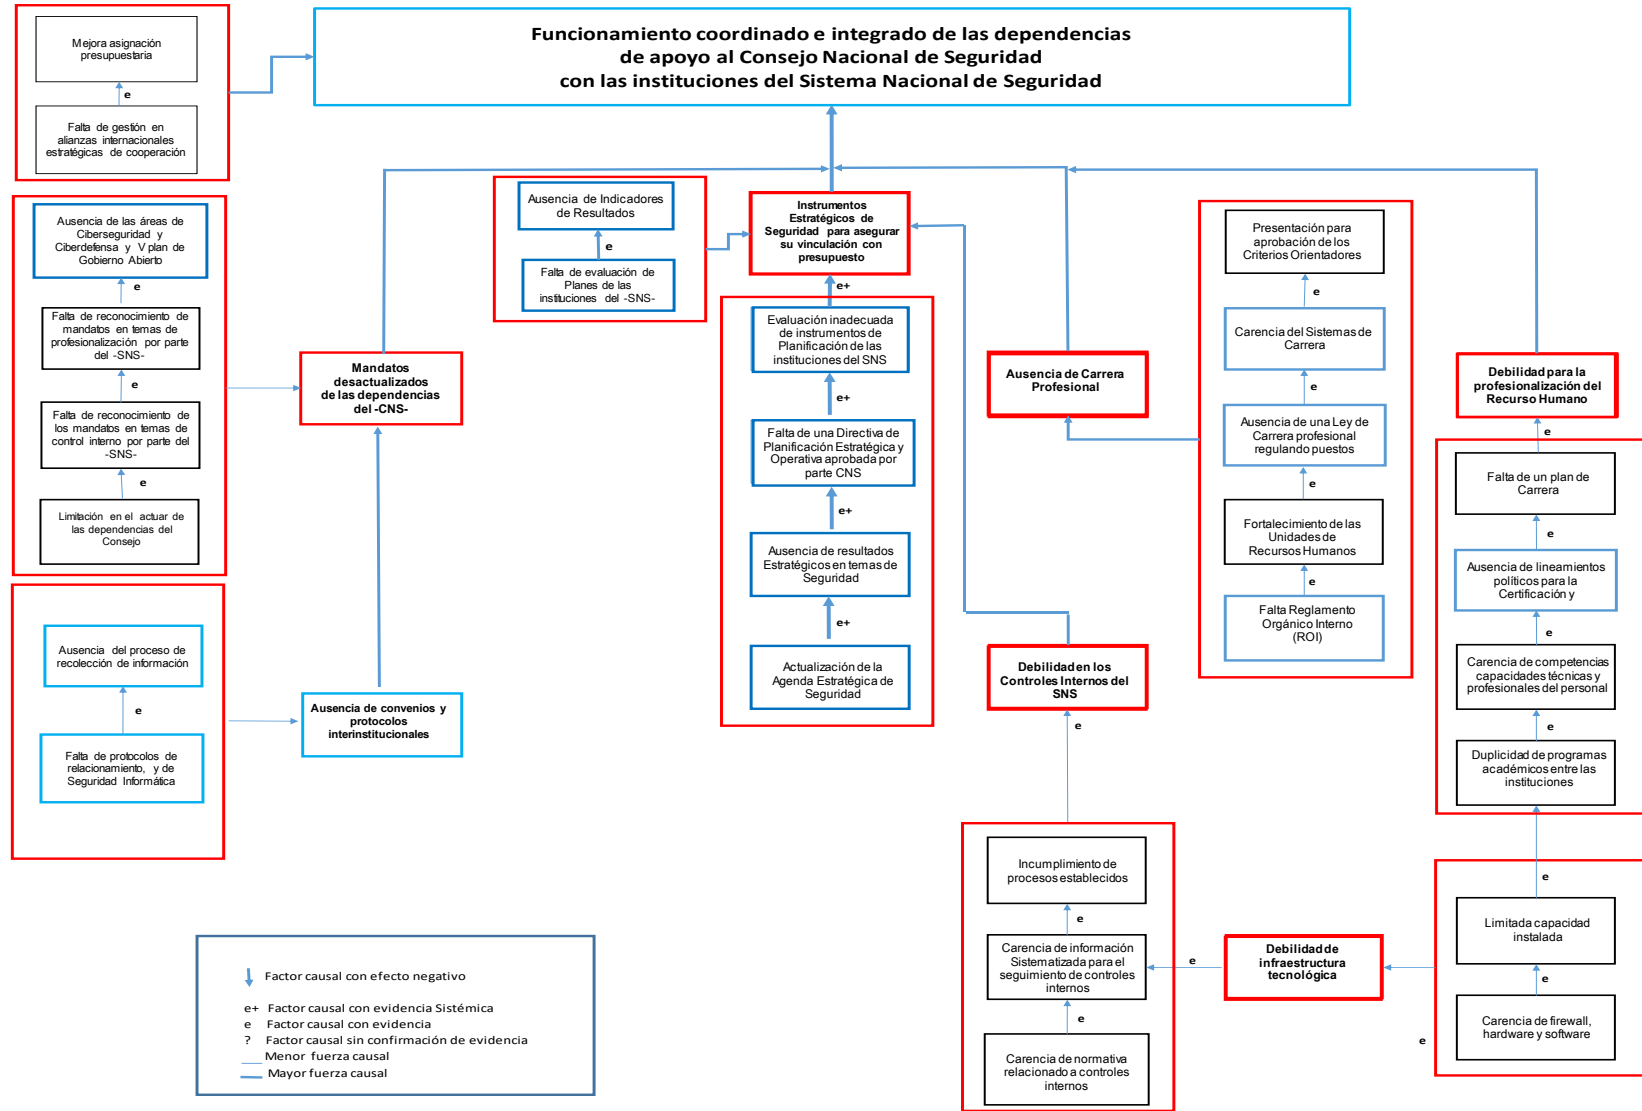 Funcionamiento coordinado e integrado de las dependencias
de apoyo al Consejo Nacional de Seguridad
con las instituciones del Sistema Nacional de Seguridad
Mejora asignación
presupuestaria
e
Falta de gestión en
alianzas internacionales
estratégicas de cooperación
Ausencia de las áreas de
Ciberseguridad y
Ciberdefensa y V plan de
Gobierno Abierto
e
Falta de reconocimiento de
mandatos en temas de
profesionalización por parte
del -SNS-
e
Falta de reconocimiento de
los mandatos en temas de
control interno por parte del
-SNS-
e
Limitación en el actuar de
las dependencias del
Consejo
Ausencia del proceso de
recolección de información
e
Falta de protocolos de
relacionamiento, y de
Seguridad Informática
Mandatos
desactualizados
de las dependencias
del -CNS-
Ausencia de convenios y
protocolos
interinstitucionales
Ausencia de Indicadores
de Resultados
e
Falta de evaluación de
Planes de las
instituciones del -SNS-
Instrumentos
Estratégicos de
Seguridad para asegurar
su vinculación con
presupuesto
e+
Evaluación inadecuada
de instrumentos de
Planificación de las
instituciones del SNS
e+
Falta de una Directiva de
Planificación Estratégica y
Operativa aprobada por
parte CNS
e+
Ausencia de resultados
Estratégicos en temas de
Seguridad
e+
Actualización de la
Agenda Estratégica de
Seguridad
Ausencia de Carrera
Profesional
Debilidad en los
Controles Internos del
SNS
e
Incumplimiento de
procesos establecidos
e
Carencia de información
Sistematizada para el
seguimiento de controles
internos
e
Carencia de normativa
relacionado a controles
internos
Presentación para
aprobación de los
Criterios Orientadores
e
Carencia del Sistemas de
Carrera
e
Ausencia de una Ley de
Carrera profesional
regulando puestos
e
Fortalecimiento de las
Unidades de
Recursos Humanos
e
Falta Reglamento
Orgánico Interno
(ROI)
Debilidad para la
profesionalización del
Recurso Humano
e
Falta de un plan de
Carrera
e
Ausencia de lineamientos
políticos para la
Certificación y
e
Carencia de competencias
capacidades técnicas y
profesionales del personal
e
Duplicidad de programas
académicos entre las
instituciones
e
Limitada capacidad
instalada
e
Carencia de firewall,
hardware y software
e
Debilidad de
infraestructura
tecnológica
e
Factor causal con efecto negativo
e+ Factor causal con evidencia Sistémica
e Factor causal con evidencia
? Factor causal sin confirmación de evidencia
Menor fuerza causal
Mayor fuerza causal